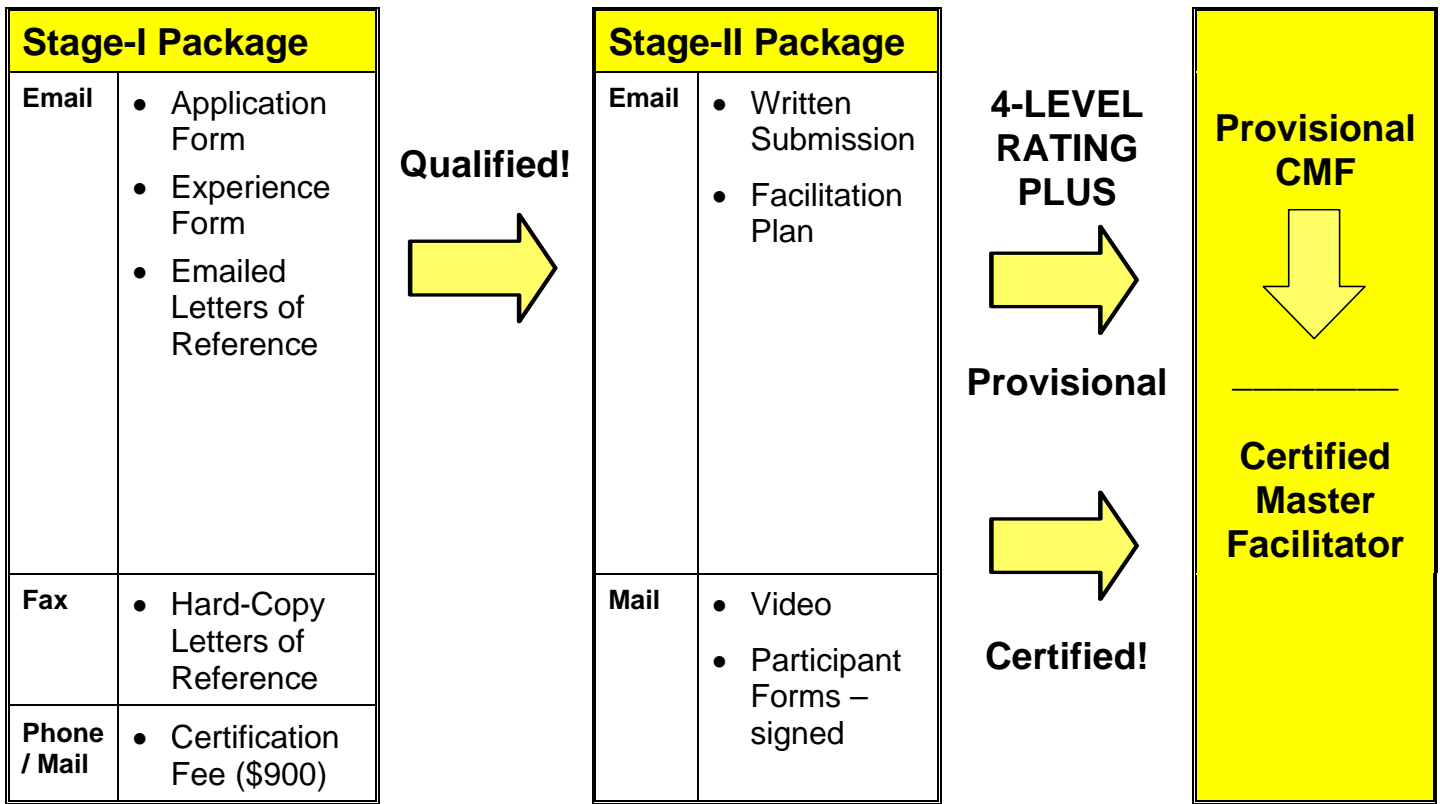 Stage-I Package
Email
• Application
Form
• Experience
Form
• Emailed
Letters of
Reference
Fax
• Hard-Copy
Letters of
Reference
Phone
/ Mail
• Certification
Fee ($900)
Qualified!
Stage-II Package
Email
• Written
Submission
• Facilitation
Plan
Mail
• Video
• Participant
Forms –
signed
4-LEVEL
RATING
PLUS
Provisional
Certified!
Provisional
CMF
________
Certified
Master
Facilitator